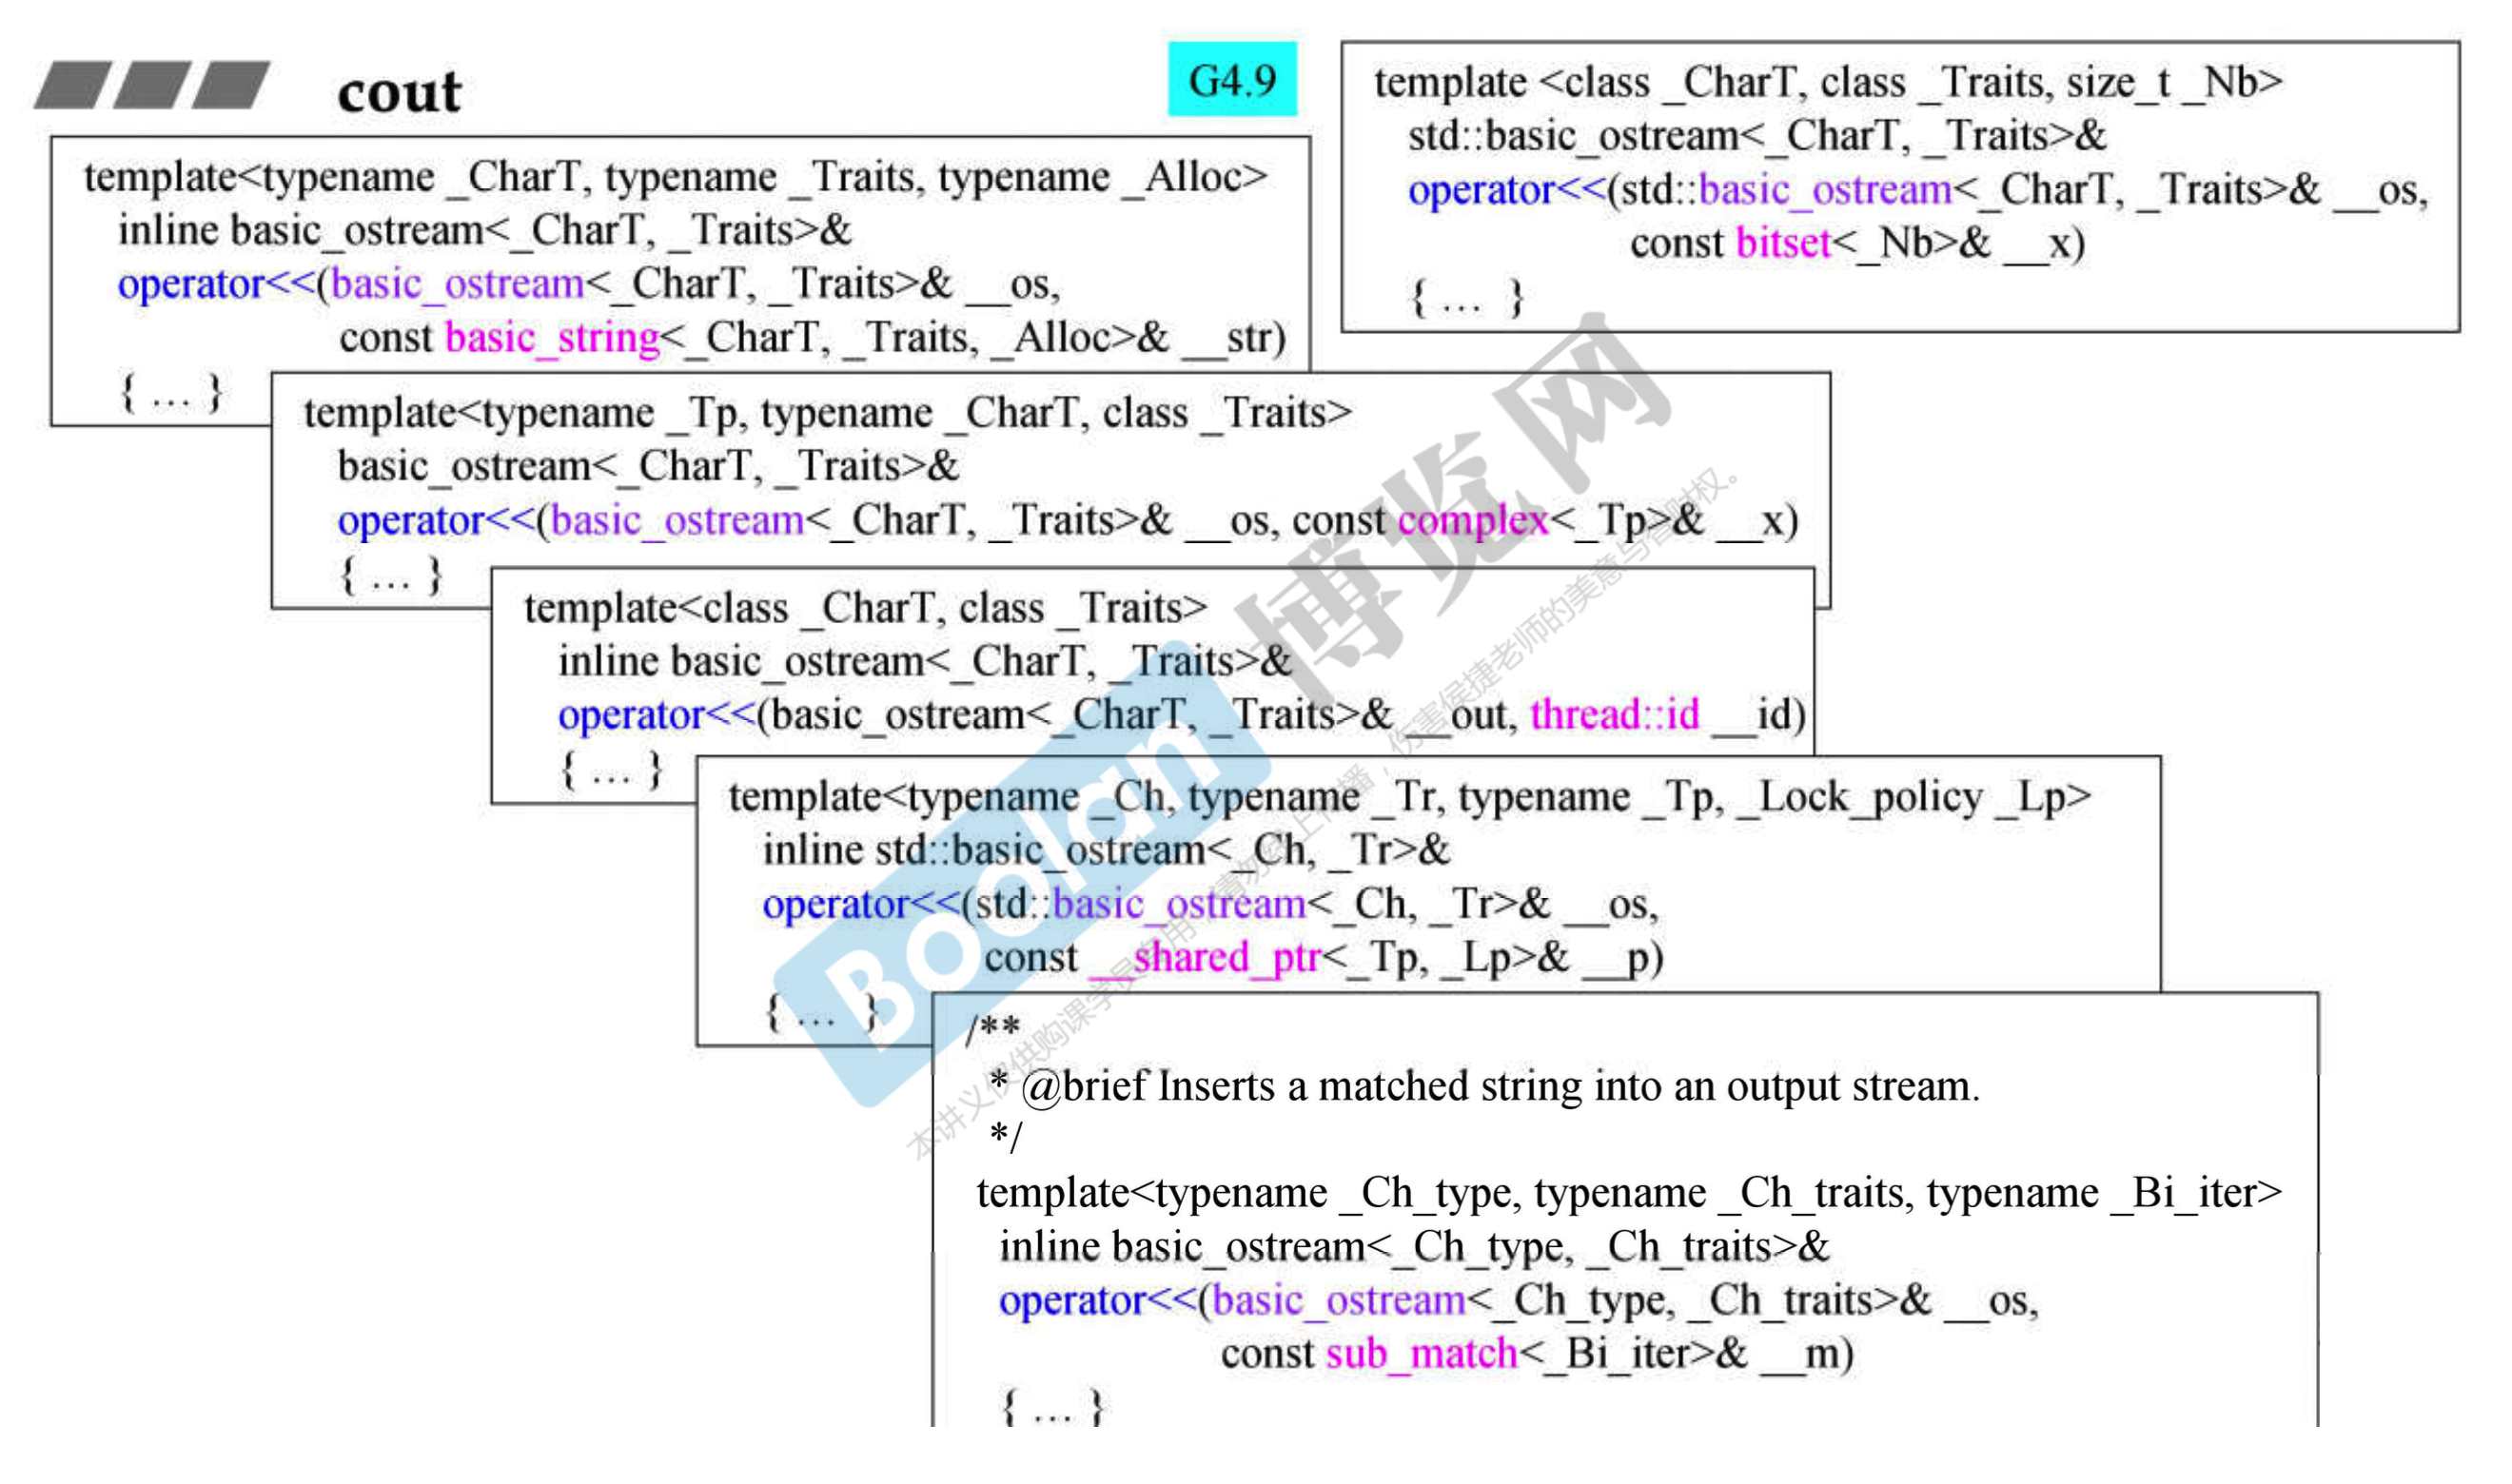 cout
G4.9
template<typename _CharT, typename _Traits, typename _Alloc>
inline basic_ostream<_CharT, _Traits>&
operator<<(basic_ostream<_CharT, _Traits>& __os,
const basic_string<_CharT, _Traits, _Alloc>& __str)
{ ... }
template <class _CharT, class _Traits, size_t _Nb>
std::basic_ostream<_CharT, _Traits>&
operator<<(std::basic_ostream<_CharT, _Traits>& __os,
const bitset<_Nb>& __x)
{ ... }
template<typename _Tp, typename _CharT, class _Traits>
basic_ostream<_CharT, _Traits>&
operator<<(basic_ostream<_CharT, _Traits>& __os, const complex<_Tp>& __x)
{ ... }
template<class _CharT, class _Traits>
inline basic_ostream<_CharT, _Traits>&
operator<<(basic_ostream<_CharT, _Traits>& __out, thread::id __id)
{ ... }
template<typename _Ch, typename _Tr, typename _Tp, _Lock_policy _Lp>
inline std::basic_ostream<_Ch, _Tr>&
operator<<(std::basic_ostream<_Ch, _Tr>& __os,
const __shared_ptr<_Tp, _Lp>& __p)
{ ... }
/**
* @brief Inserts a matched string into an output stream.
*/
template<typename _Ch_type, typename _Ch_traits, typename _Bi_iter>
inline basic_ostream<_Ch_type, _Ch_traits>&
operator<<(basic_ostream<_Ch_type, _Ch_traits>& __os,
const sub_match<_Bi_iter>& __m)
{ ... }
Boolan 博览网
本讲义仅供购课学员专用，请勿线上传播，伤害侯捷老师的美意与智财权。